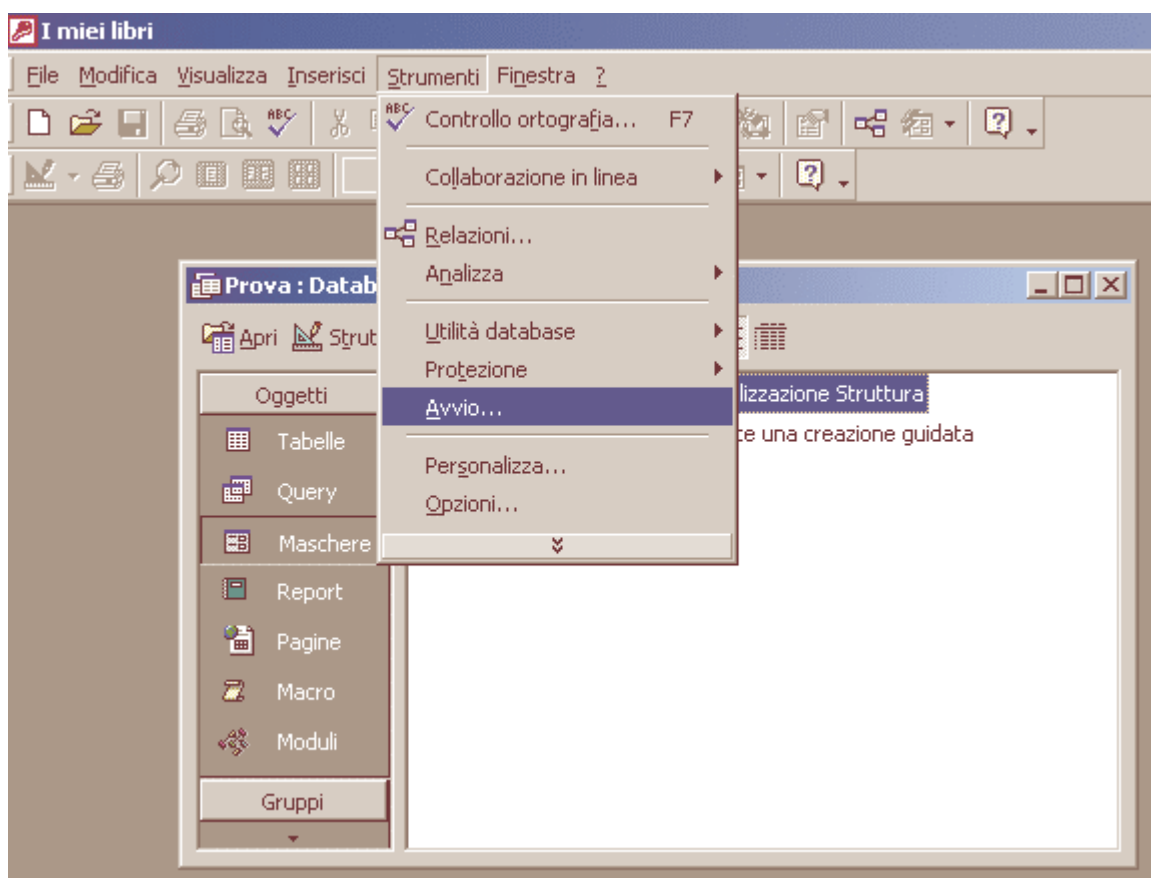 I miei libri
File Modifica Visualizza Inserisci Strumenti Finestra ?
ABC ABC Controllo ortografia... F7
Collaborazione in linea
Relazioni...
Analizza
Prova : Datab
Utilità database
Apri Strut
Protezione
Avvio...
Personalizza...
Opzioni...
Oggetti
Tabelle
Query
Maschere
Report
Pagine
Macro
Moduli
Gruppi
lizzazione Struttura
te una creazione guidata